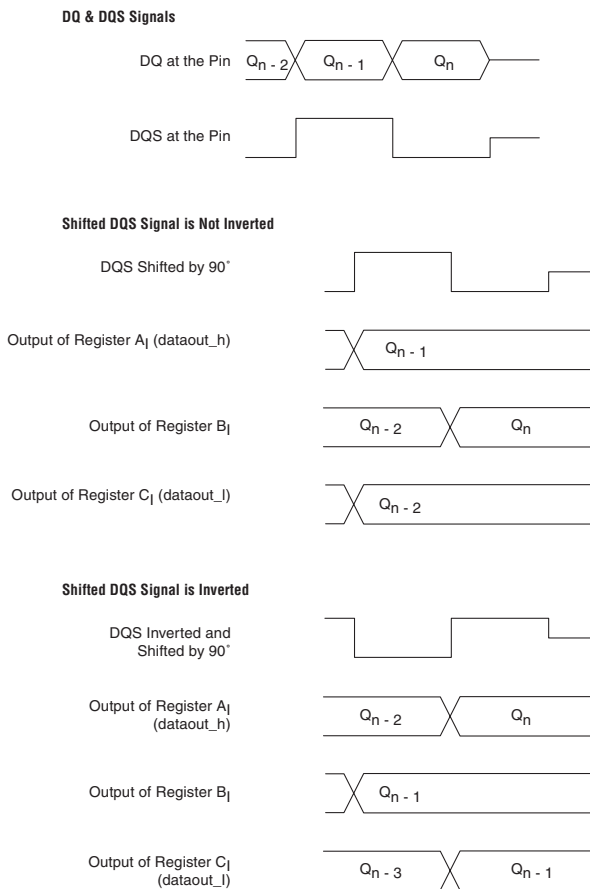 DQ & DQS Signals
DQ at the Pin
Qn - 2
Qn - 1
Qn
DQS at the Pin
Shifted DQS Signal is Not Inverted
DQS Shifted by 90˚
Output of Register AI (dataout_h)
Qn - 1
Output of Register BI
Qn - 2
Qn
Output of Register CI (dataout_l)
Qn - 2
Shifted DQS Signal is Inverted
DQS Inverted and
Shifted by 90˚
Output of Register AI
(dataout_h)
Qn - 2
Qn
Output of Register BI
Qn - 1
Output of Register CI
(dataout_l)
Qn - 3
Qn - 1